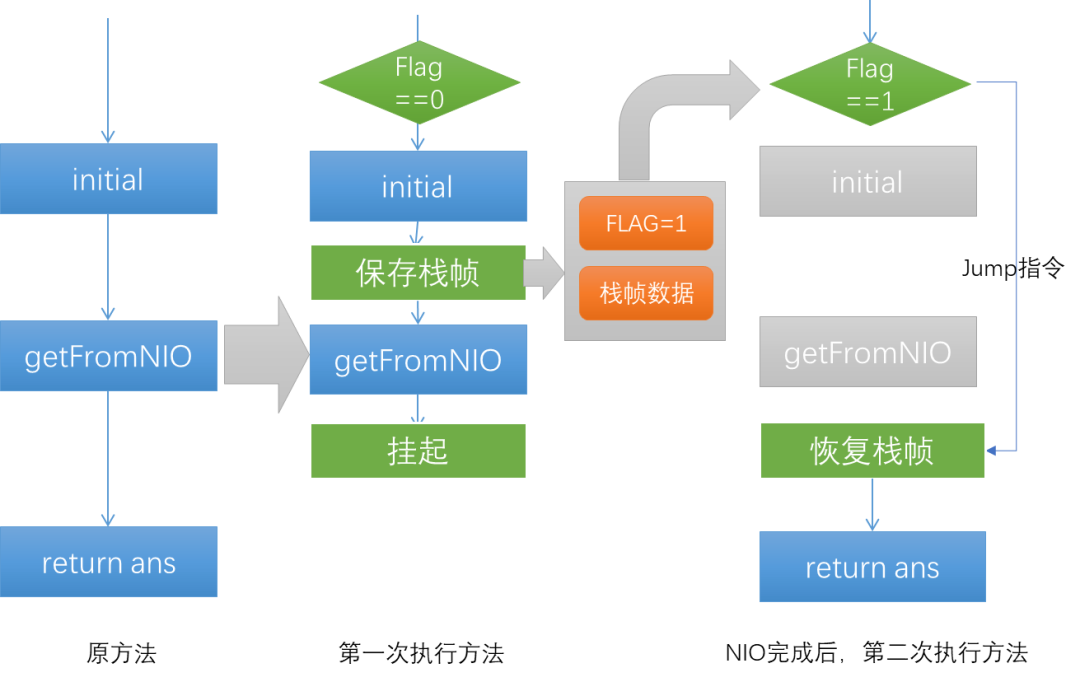 initial
getFromNIO
return ans
原方法
Flag
==0
initial
保存栈帧
getFromNIO
挂起
第一次执行方法
FLAG=1
栈帧数据
Flag
==1
initial
Jump指令
getFromNIO
恢复栈帧
return ans
NIO完成后，第二次执行方法